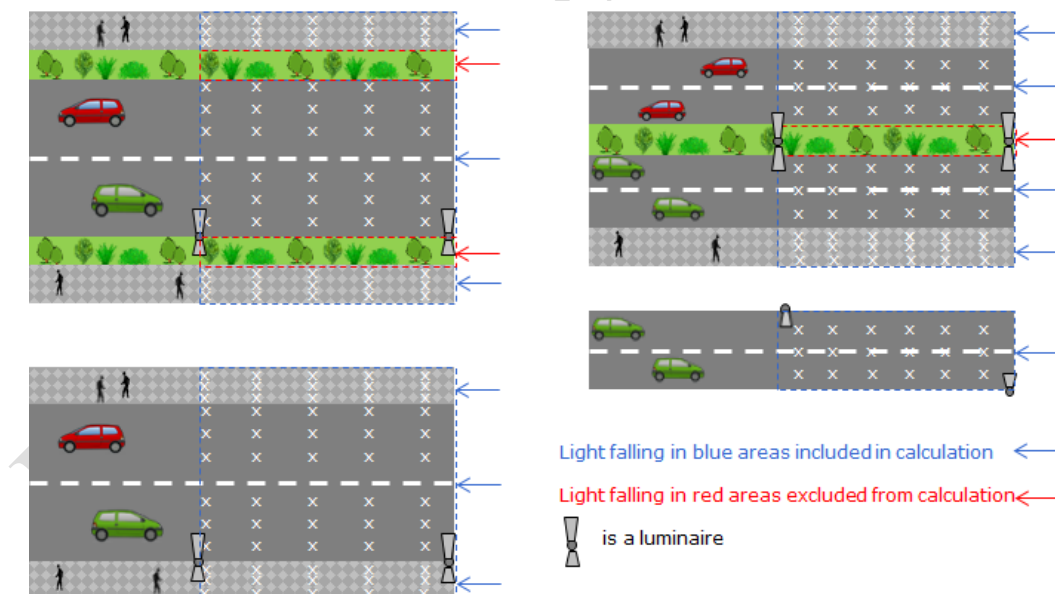 Light falling in blue areas included in calculation
Light falling in red areas excluded from calculation
is a luminaire